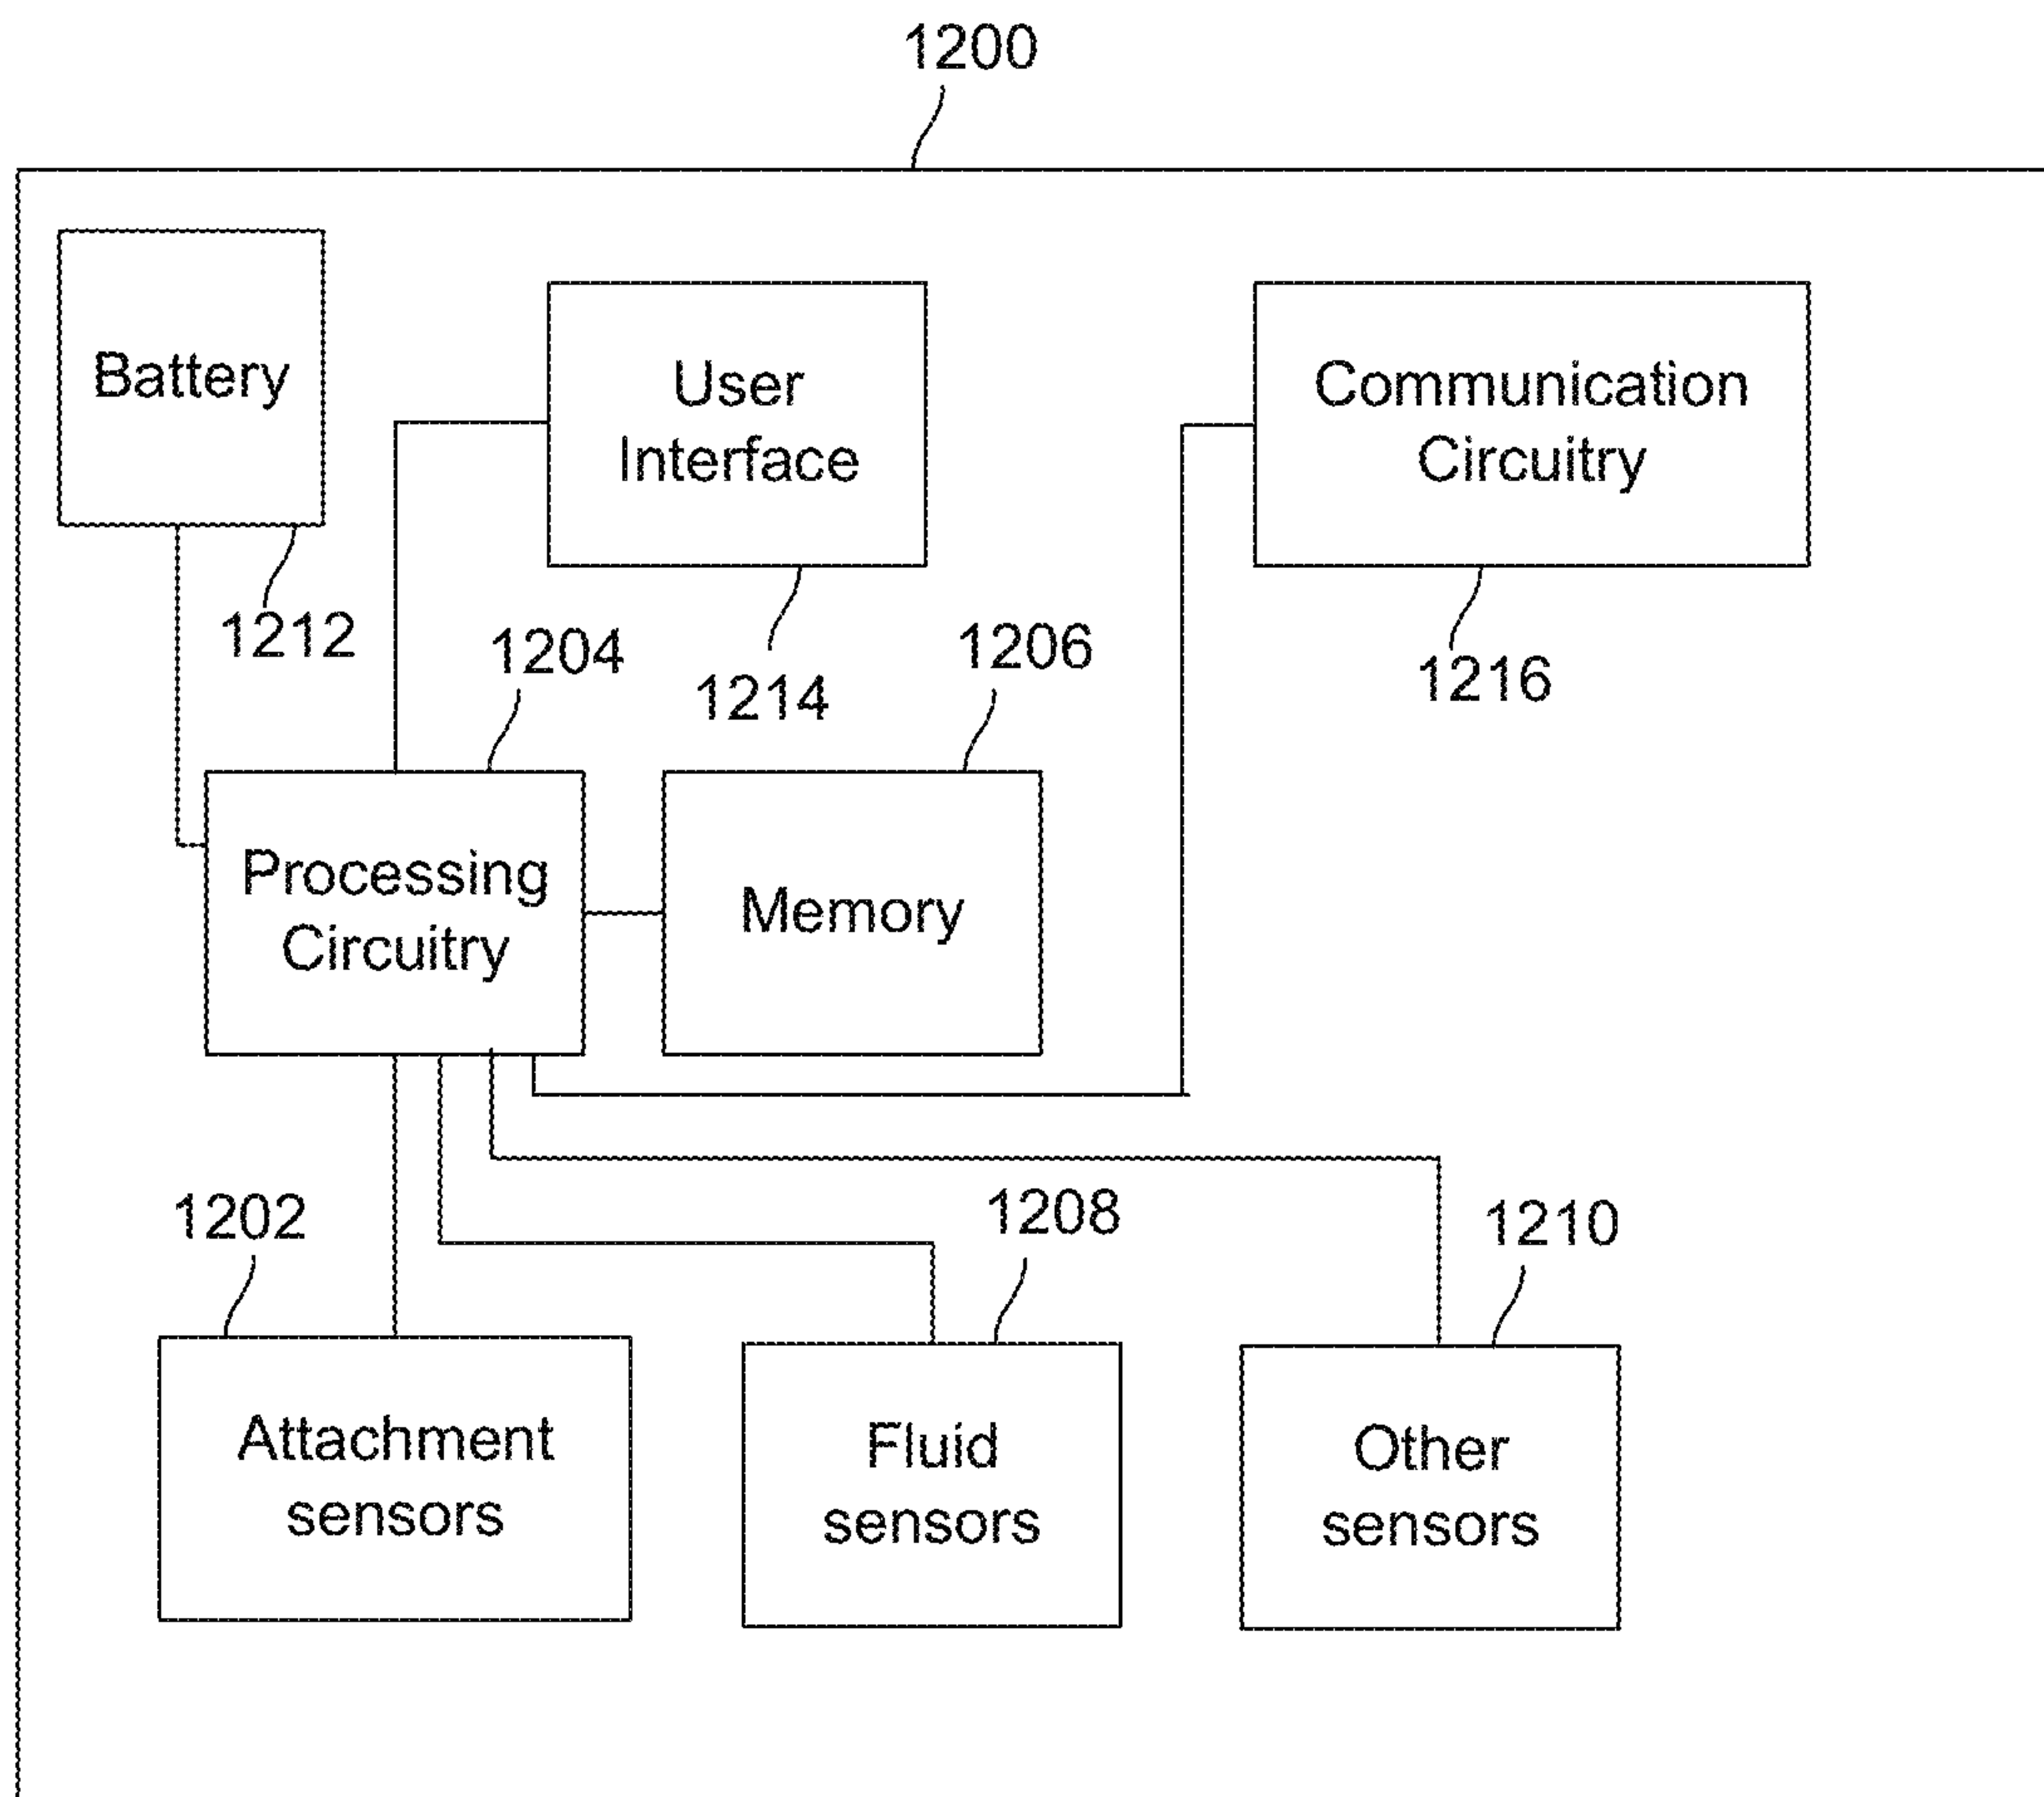 1200
Battery
User
Interface
Communication
Circuitry
1212
1204
1214
1206
1216
Processing
Circuitry
Memory
1202
1208
1210
Attachment
sensors
Fluid
sensors
Other
sensors